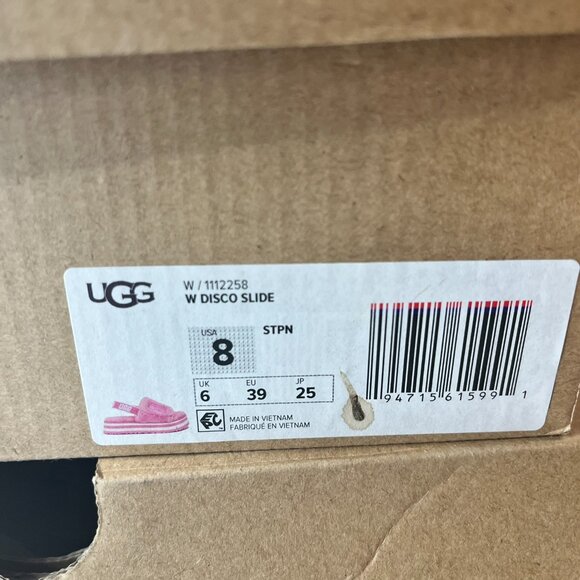 UGG
W / 1112258
W DISCO SLIDE
USA
8
STPN
UK EU JP
6 39 25
MADE IN VIETNAM
FABRIQUÉ EN VIETNAM
94715 61599 1